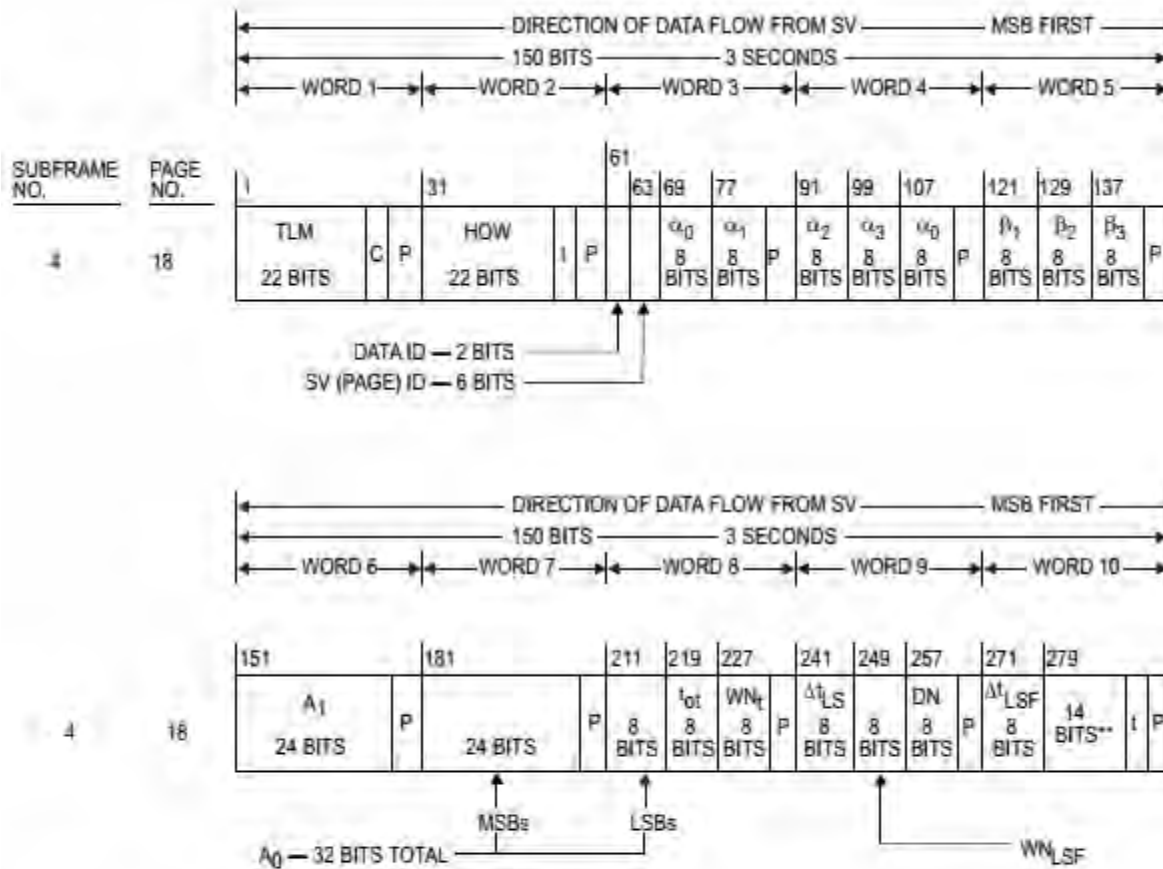 DIRECTION OF DATA FLOW FROM SV MSB FIRST
150 BITS 3 SECONDS
WORD 1 WORD 2 WORD 3 WORD 4 WORD 5
SUBFRAME NO. PAGE NO.
1 31 61 63 69 77 91 99 107 121 129 137
4 18
TLM 22 BITS C P HOW 22 BITS t P α0 8 BITS α1 8 BITS P α2 8 BITS α3 8 BITS α0 8 BITS P β1 8 BITS β2 8 BITS β3 8 BITS P
DATA ID — 2 BITS
SV (PAGE) ID — 6 BITS
DIRECTION OF DATA FLOW FROM SV MSB FIRST
150 BITS 3 SECONDS
WORD 6 WORD 7 WORD 8 WORD 9 WORD 10
151 181 211 219 227 241 249 257 271 279
4 18
A1 24 BITS P 24 BITS P 8 BITS tot 8 BITS WNt 8 BITS P ΔtLS 8 BITS 8 BITS DN 8 BITS P ΔtLSF 8 BITS 14 BITS** t P
MSBs LSBs
A0 — 32 BITS TOTAL
WNLSF